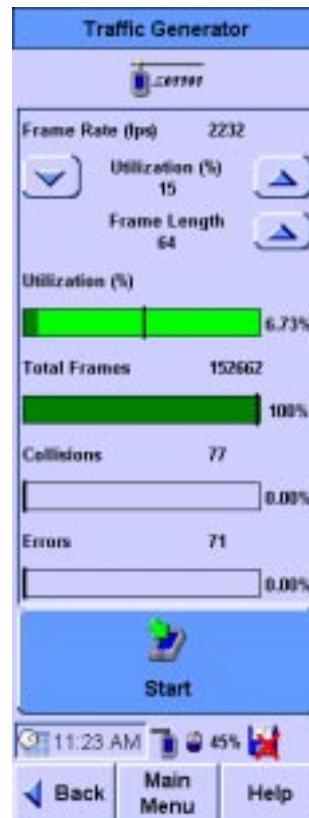 Traffic Generator
Frame Rate (fps) 2232
Utilization (%)
15
Frame Length
64
Utilization (%)
6.73%
Total Frames 152662
100%
Collisions 77
0.00%
Errors 71
0.00%
Start
11:23 AM 45%
Back
Main
Menu
Help